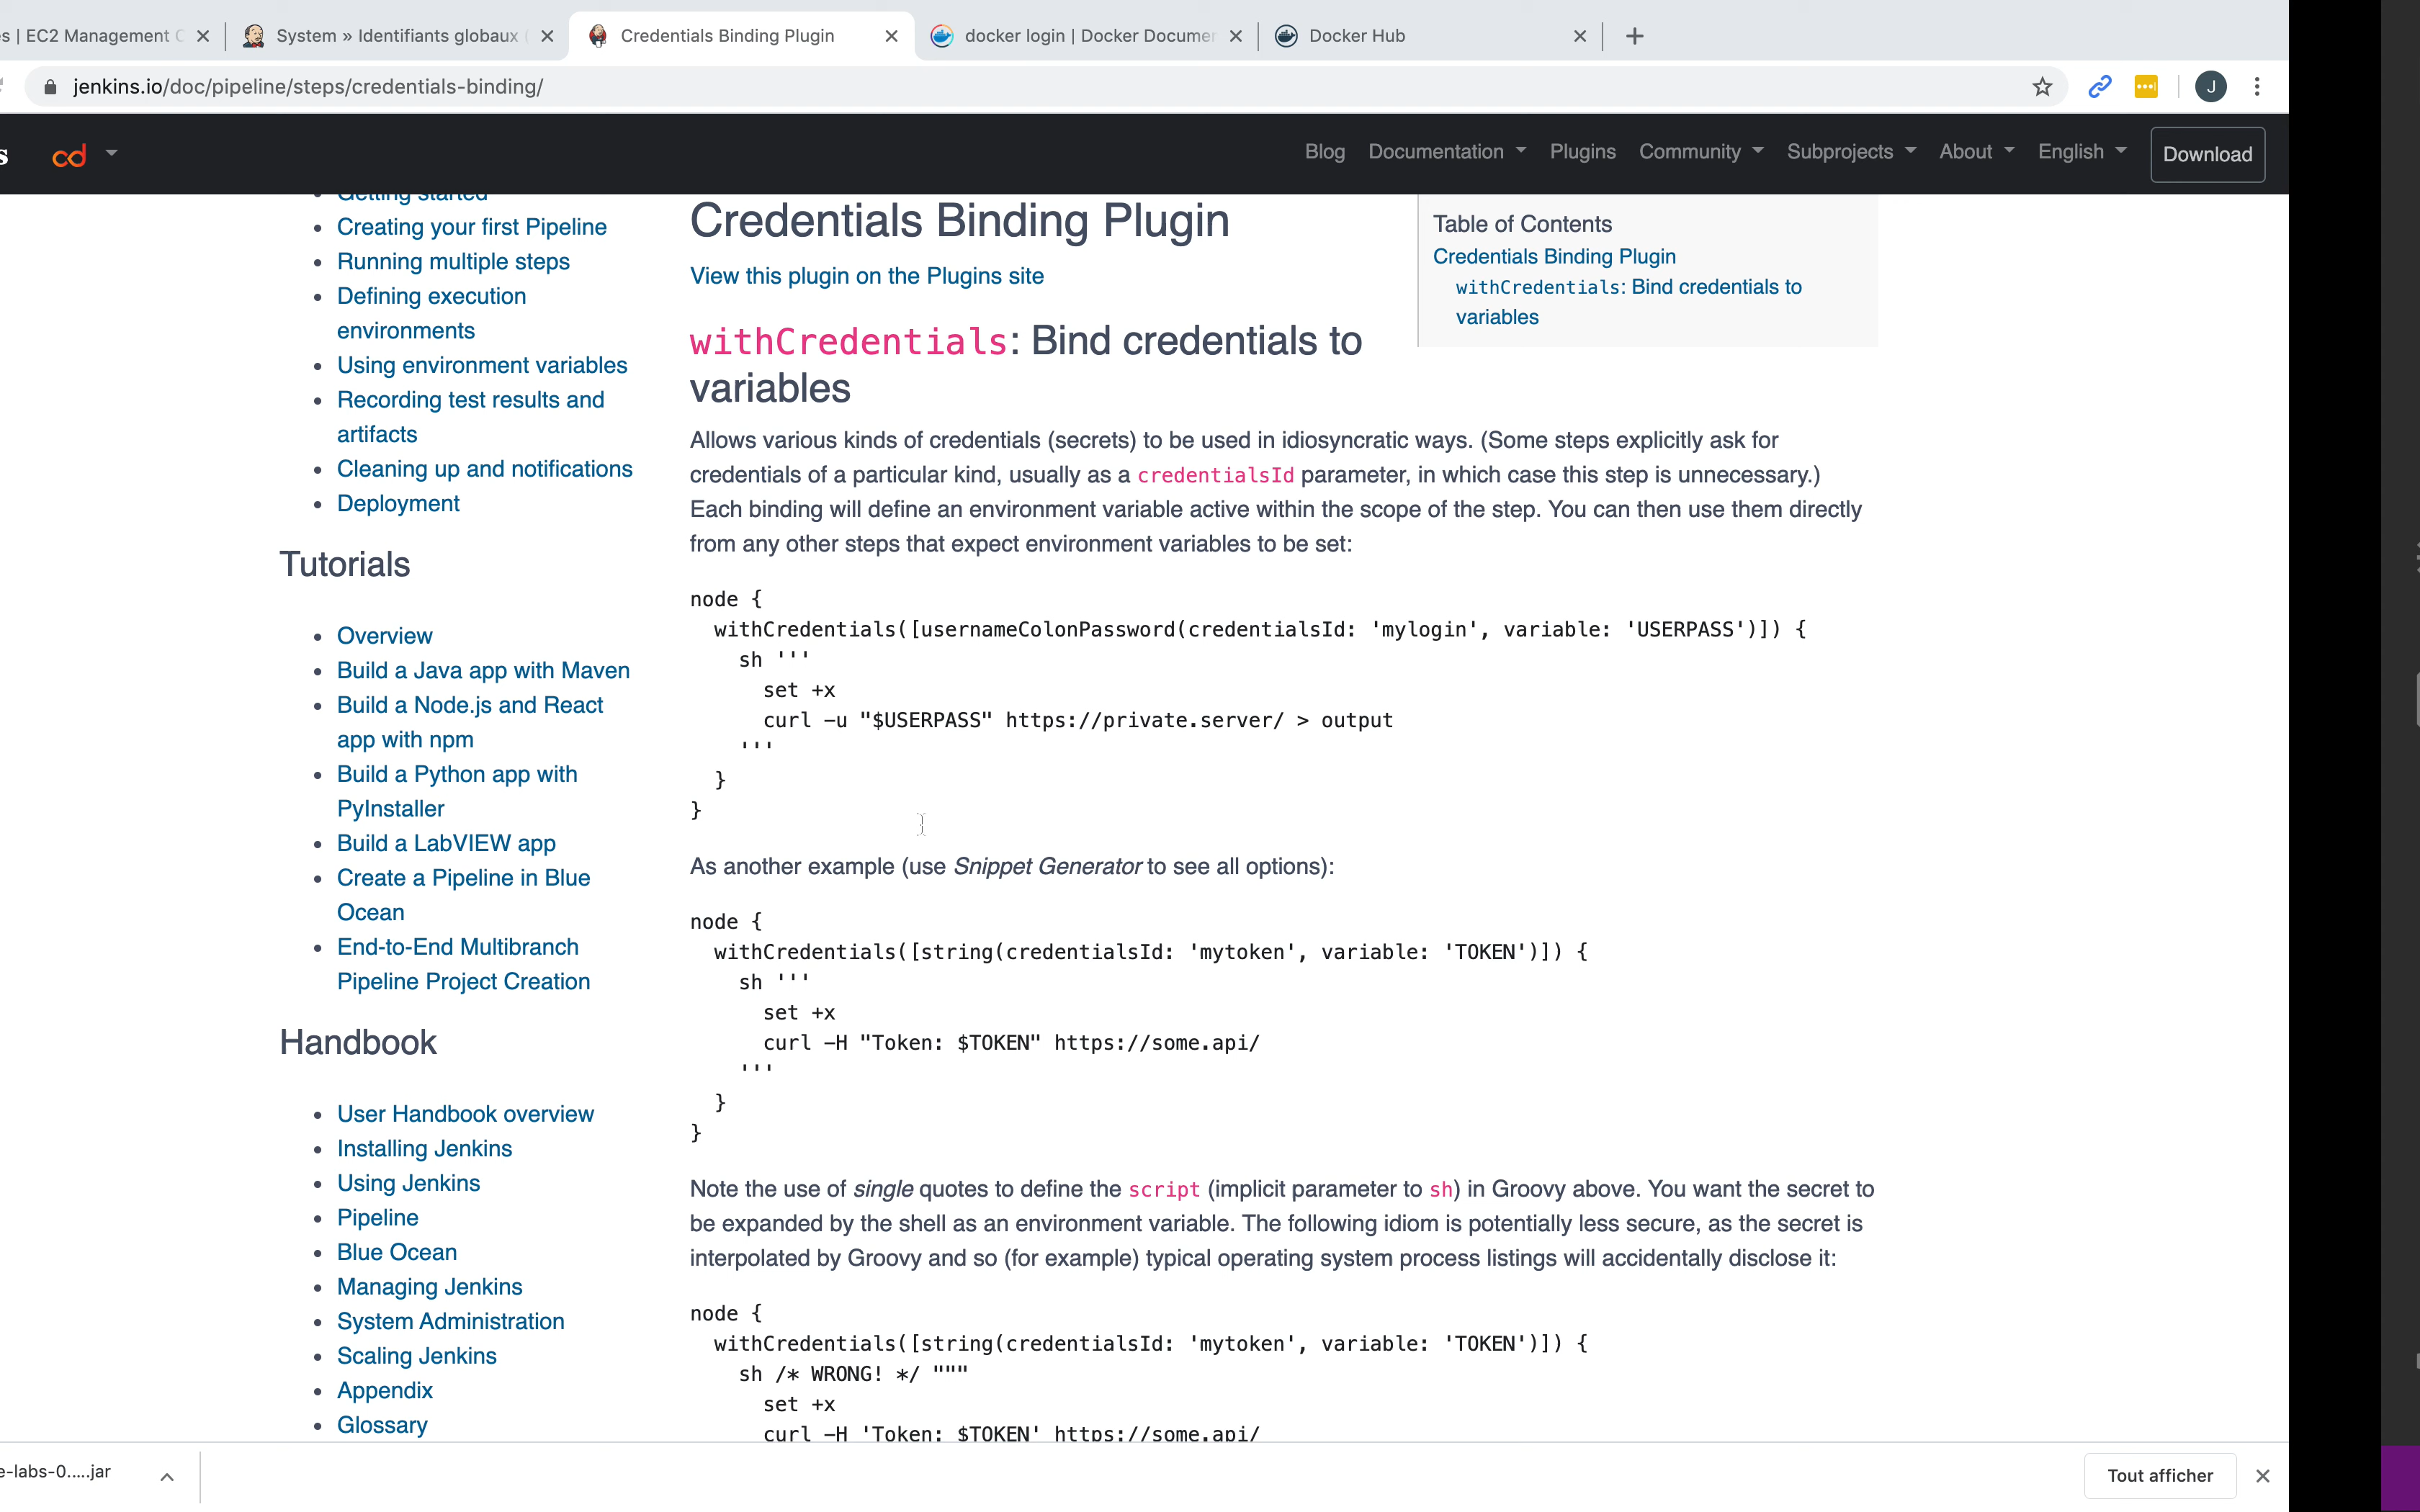 s | EC2 Management C
System » Identifiants globaux (
Credentials Binding Plugin
docker login | Docker Documen
Docker Hub
jenkins.io/doc/pipeline/steps/credentials-binding/
J
s
cd
Blog
Documentation
Plugins
Community
Subprojects
About
English
Download
Getting started
Creating your first Pipeline
Running multiple steps
Defining execution
environments
Using environment variables
Recording test results and
artifacts
Cleaning up and notifications
Deployment
Tutorials
Overview
Build a Java app with Maven
Build a Node.js and React
app with npm
Build a Python app with
PyInstaller
Build a LabVIEW app
Create a Pipeline in Blue
Ocean
End-to-End Multibranch
Pipeline Project Creation
Handbook
User Handbook overview
Installing Jenkins
Using Jenkins
Pipeline
Blue Ocean
Managing Jenkins
System Administration
Scaling Jenkins
Appendix
Glossary
Credentials Binding Plugin
View this plugin on the Plugins site
withCredentials: Bind credentials to
variables
Allows various kinds of credentials (secrets) to be used in idiosyncratic ways. (Some steps explicitly ask for
credentials of a particular kind, usually as a credentialsId parameter, in which case this step is unnecessary.)
Each binding will define an environment variable active within the scope of the step. You can then use them directly
from any other steps that expect environment variables to be set:
node {
withCredentials([usernameColonPassword(credentialsId: 'mylogin', variable: 'USERPASS')]) {
sh '''
set +x
curl -u "$USERPASS" https://private.server/ > output
'''
}
}
As another example (use Snippet Generator to see all options):
node {
withCredentials([string(credentialsId: 'mytoken', variable: 'TOKEN')]) {
sh '''
set +x
curl -H "Token: $TOKEN" https://some.api/
'''
}
}
Note the use of single quotes to define the script (implicit parameter to sh) in Groovy above. You want the secret to
be expanded by the shell as an environment variable. The following idiom is potentially less secure, as the secret is
interpolated by Groovy and so (for example) typical operating system process listings will accidentally disclose it:
node {
withCredentials([string(credentialsId: 'mytoken', variable: 'TOKEN')]) {
sh /* WRONG! */ """
set +x
curl -H 'Token: $TOKEN' https://some.api/
Table of Contents
Credentials Binding Plugin
withCredentials: Bind credentials to
variables
e-labs-0.....jar
Tout afficher